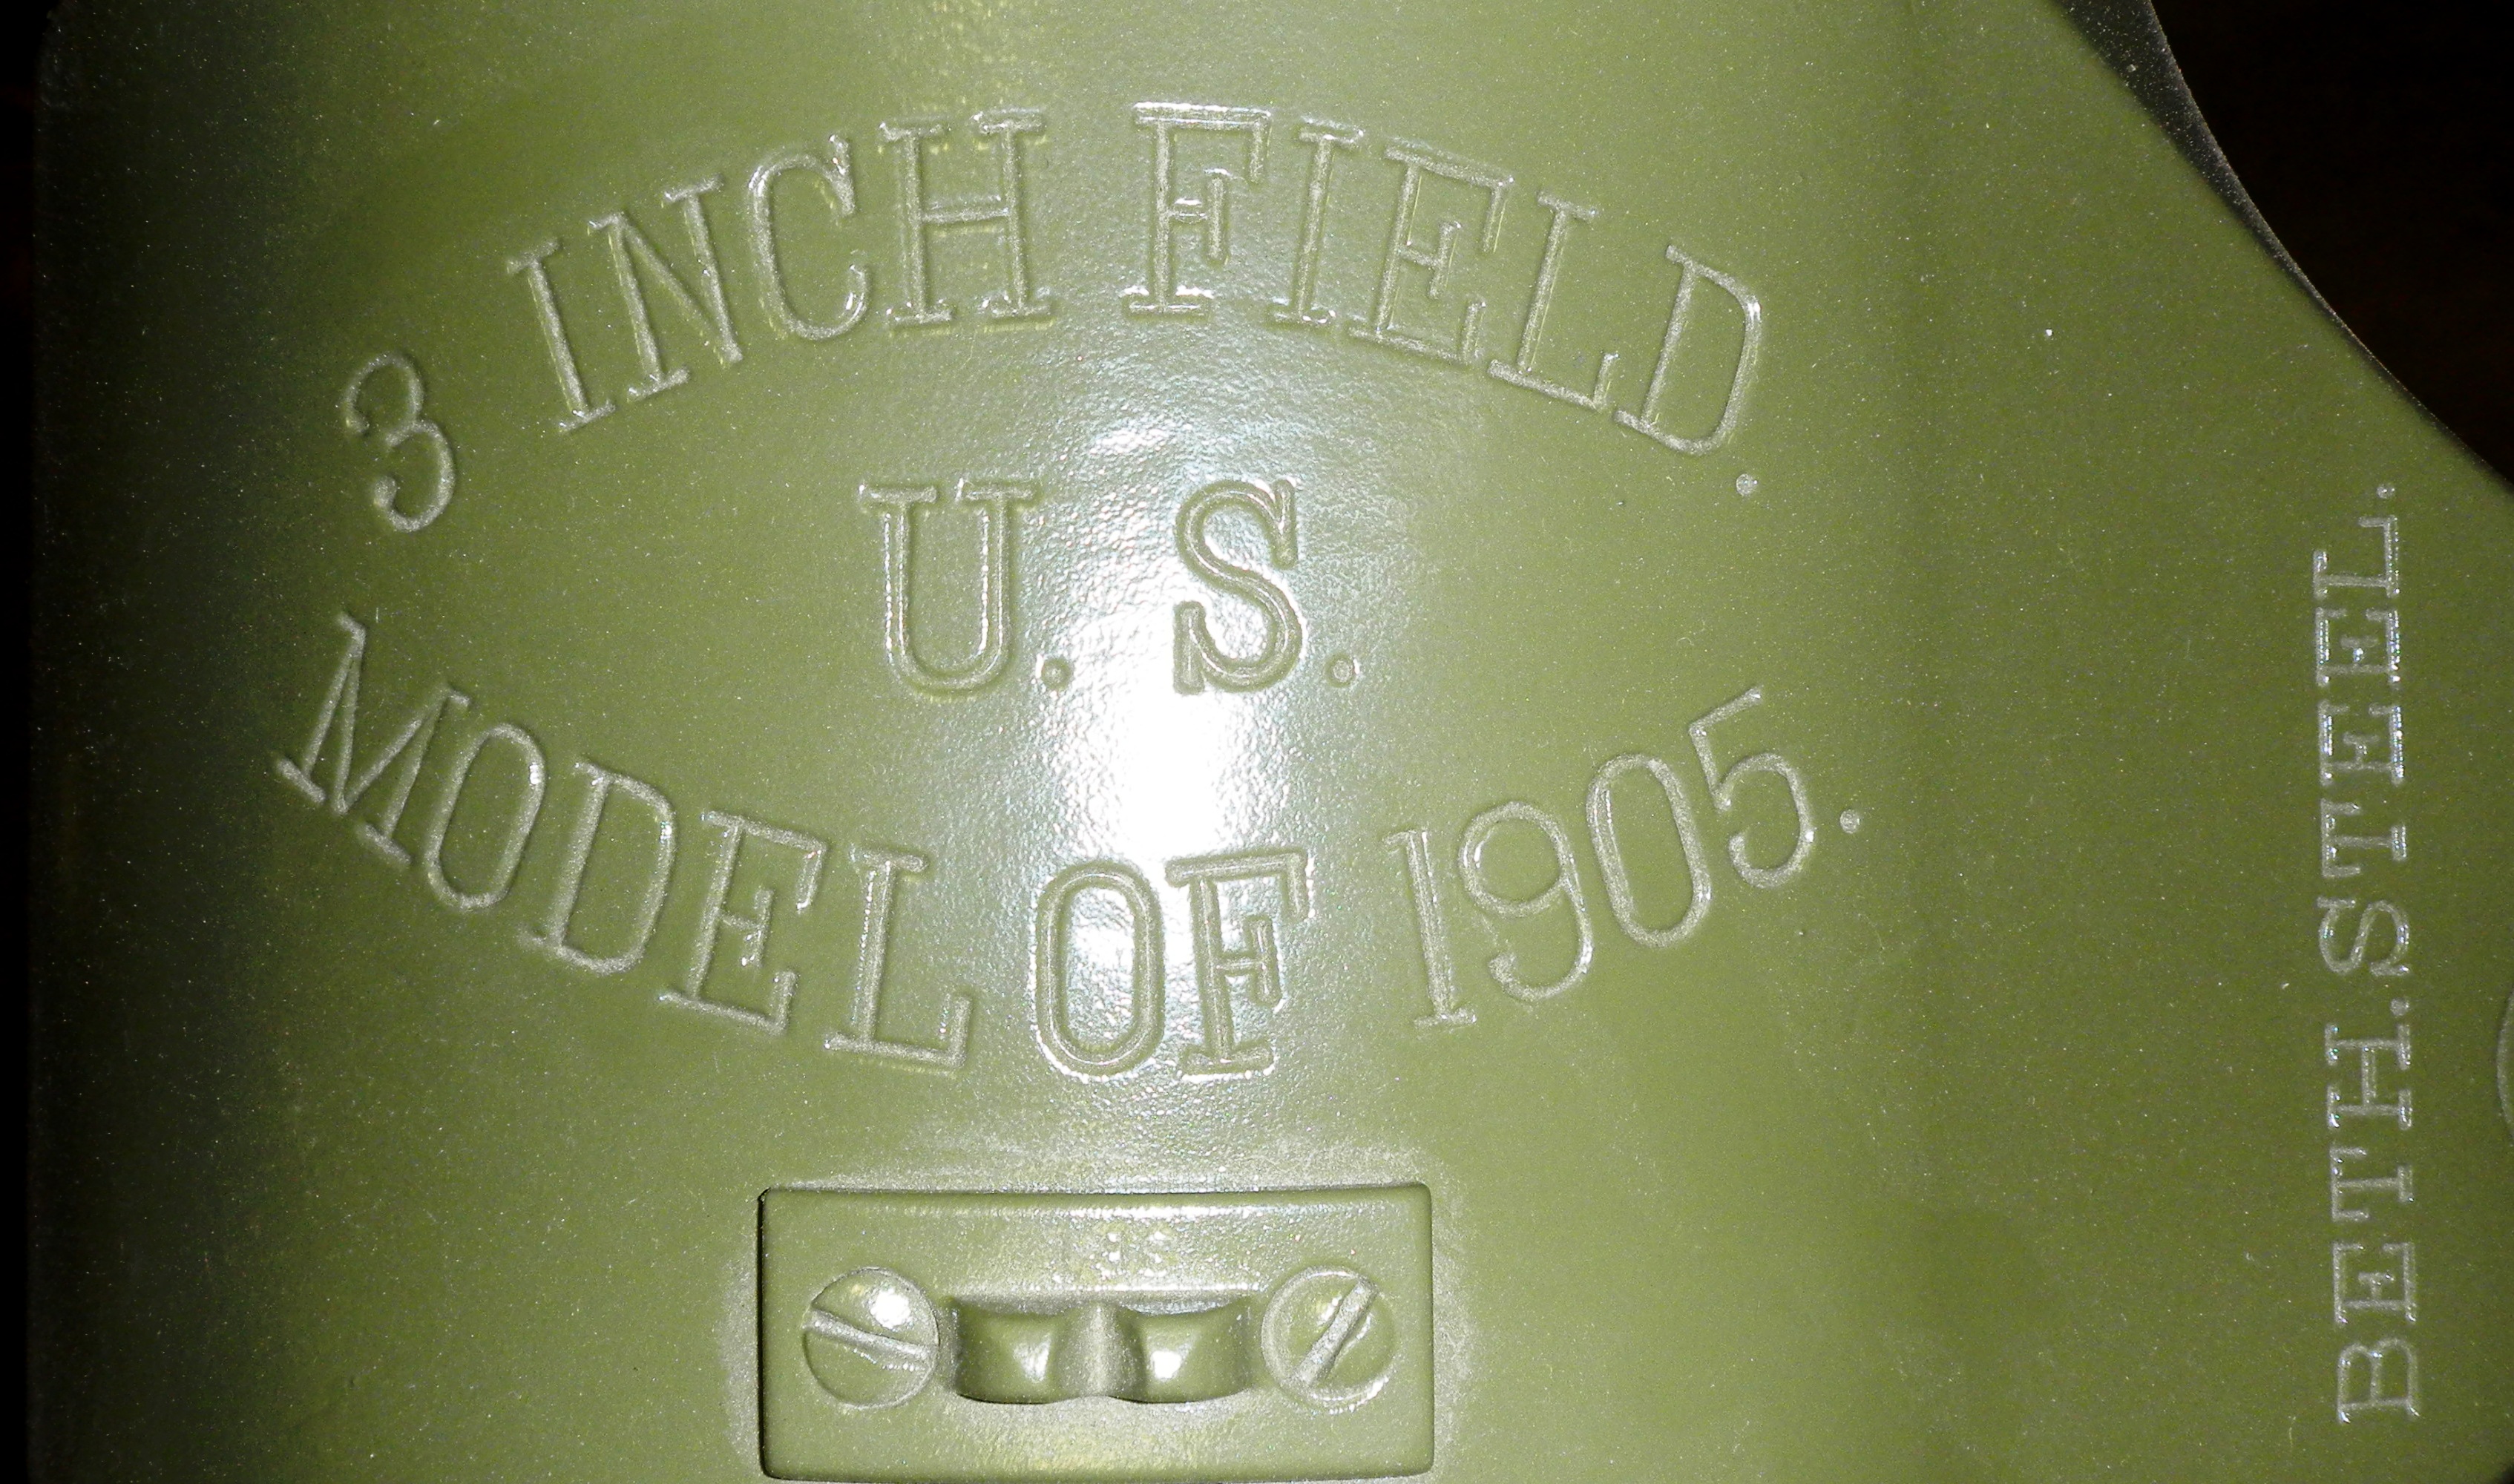 3 INCH FIELD.
U. S.
MODEL OF 1905.
BETH. STEEL.